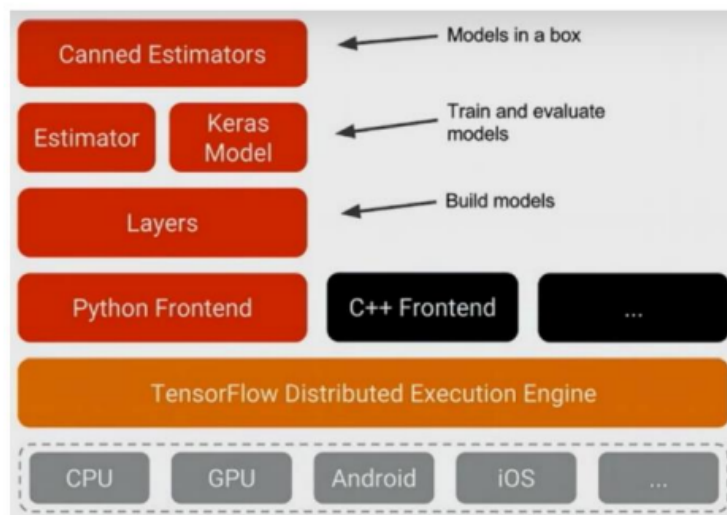 Canned Estimators
Models in a box
Estimator
Keras
Model
Train and evaluate
models
Layers
Build models
Python Frontend
C++ Frontend
...
TensorFlow Distributed Execution Engine
CPU
GPU
Android
iOS
...